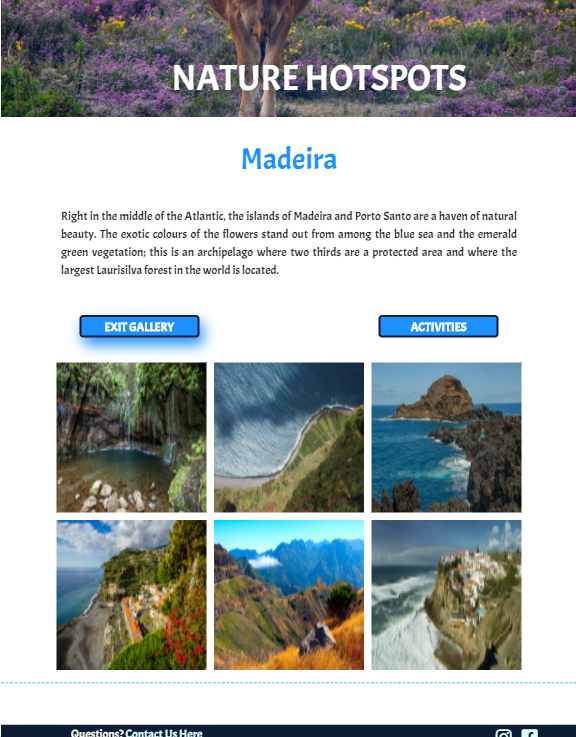 NATURE HOTSPOTS
Madeira
Right in the middle of the Atlantic, the islands of Madeira and Porto Santo are a haven of natural
beauty. The exotic colours of the flowers stand out from among the blue sea and the emerald
green vegetation; this is an archipelago where two thirds are a protected area and where the
largest Laurisilva forest in the world is located.
EXIT GALLERY
ACTIVITIES
Questions? Contact Us Here